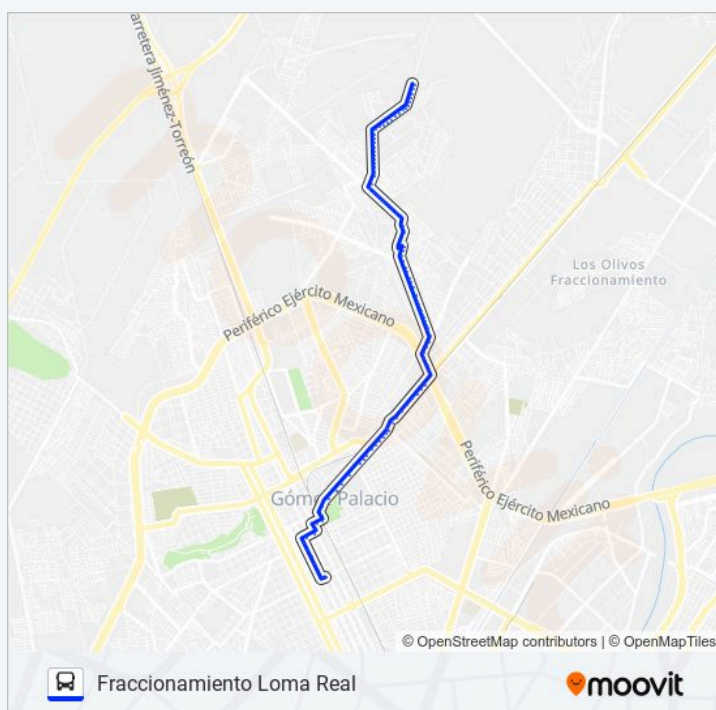 Carretera Jiménez-Torreón
Los Olivos
Fraccionamiento
Periférico Ejército Mexicano
Periférico Ejército Mexicano
Gómez Palacio
© OpenStreetMap contributors | © OpenMapTiles
Fraccionamiento Loma Real
moovit